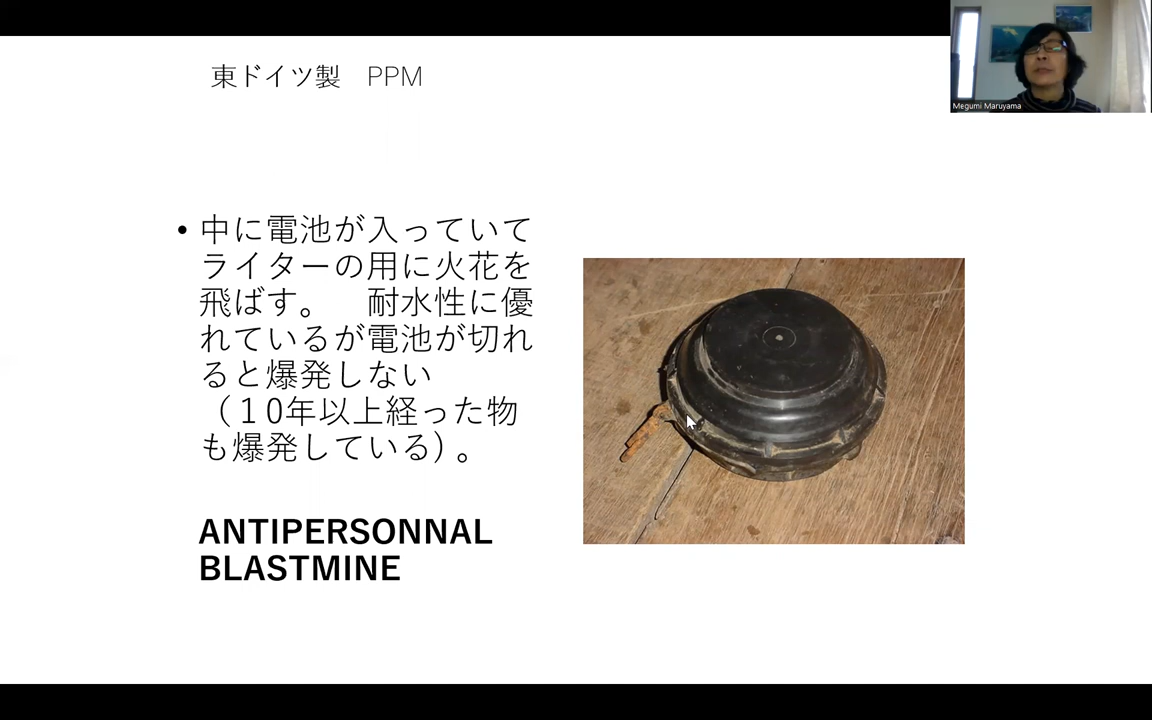 東ドイツ製　PPM
Megumi Maruyama
• 中に電池が入っていて
ライターの用に火花を
飛ばす。　耐水性に優
れているが電池が切れ
ると爆発しない
（１0年以上経った物
も爆発している）。
ANTIPERSONNAL
BLASTMINE